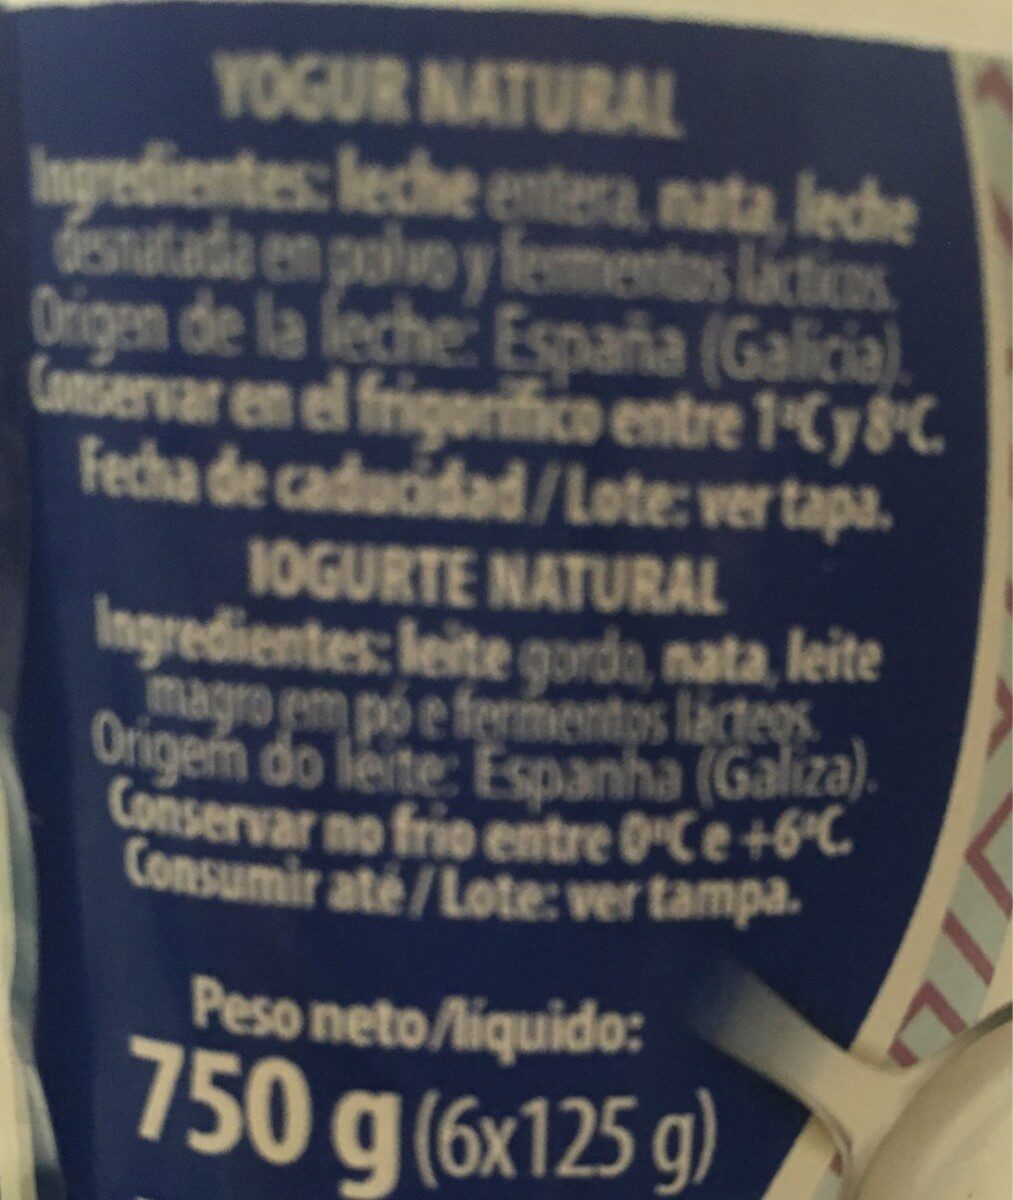 YOGUR NATURAL
Ingredientes: leche entera, nata, leche
desnatada en polvo y fermentos lácticos.
Origen de la leche: España (Galicia).
Conservar en el frigorífico entre 1ºC y 8ºC.
Fecha de caducidad / Lote: ver tapa.
IOGURTE NATURAL
Ingredientes: leite gordo, nata, leite
magro em pó e fermentos lácteos.
Origem do leite: Espanha (Galiza).
Conservar no frio entre 0ºC e +6ºC.
Consumir até / Lote: ver tampa.
Peso neto/líquido:
750 g (6x125 g)